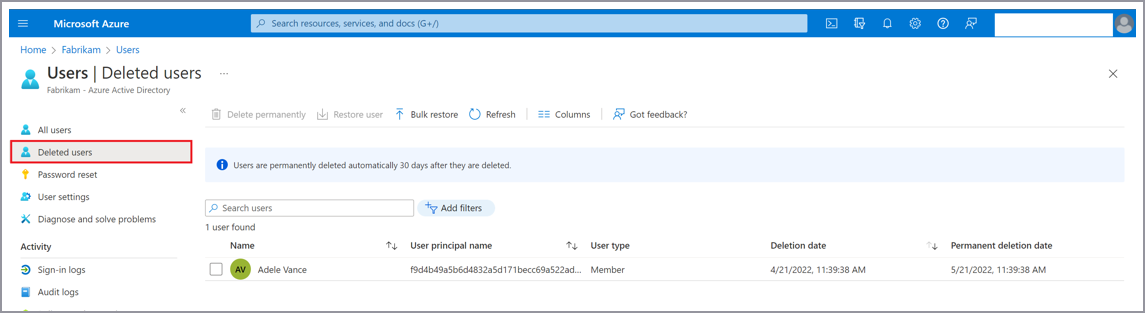 Microsoft Azure
Search resources, services, and docs (G+/)
Home > Fabrikam > Users
Users | Deleted users ...
Fabrikam - Azure Active Directory
Delete permanently Restore user Bulk restore Refresh Columns Got feedback?
All users
Deleted users
Password reset
User settings
Diagnose and solve problems
Activity
Sign-in logs
Audit logs
Users are permanently deleted automatically 30 days after they are deleted.
Search users
Add filters
1 user found
Name User principal name User type Deletion date Permanent deletion date
AV Adele Vance f9d4b49a5b6d4832a5d171becc69a522ad... Member 4/21/2022, 11:39:38 AM 5/21/2022, 11:39:38 AM